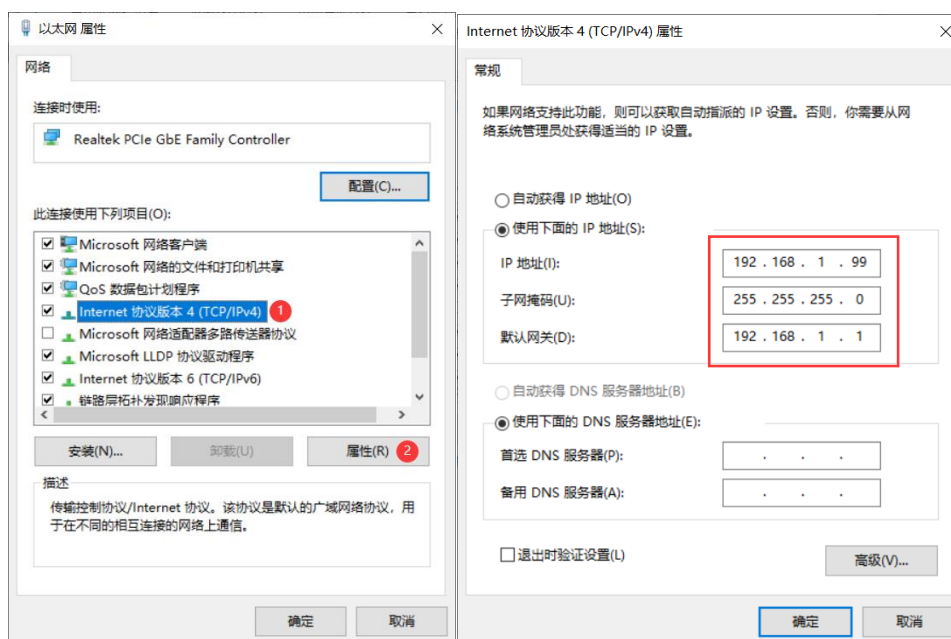 以太网 属性
网络
连接时使用:
Realtek PCIe GbE Family Controller
配置(C)...
此连接使用下列项目(O):
Microsoft 网络客户端
Microsoft 网络的文件和打印机共享
QoS 数据包计划程序
Internet 协议版本 4 (TCP/IPv4) 1
Microsoft 网络适配器多路传送器协议
Microsoft LLDP 协议驱动程序
Internet 协议版本 6 (TCP/IPv6)
链路层拓扑发现响应程序
安装(N)... 卸载(U) 属性(R) 2
描述
传输控制协议/Internet 协议。该协议是默认的广域网络协议，用
于在不同的相互连接的网络上通信。
确定 取消
Internet 协议版本 4 (TCP/IPv4) 属性
常规
如果网络支持此功能，则可以获取自动指派的 IP 设置。否则，你需要从网
络系统管理员处获得适当的 IP 设置。
自动获得 IP 地址(O)
使用下面的 IP 地址(S):
IP 地址(I): 192 . 168 . 1 . 99
子网掩码(U): 255 . 255 . 255 . 0
默认网关(D): 192 . 168 . 1 . 1
自动获得 DNS 服务器地址(B)
使用下面的 DNS 服务器地址(E):
首选 DNS 服务器(P): . . .
备用 DNS 服务器(A): . . .
退出时验证设置(L)
高级(V)...
确定 取消